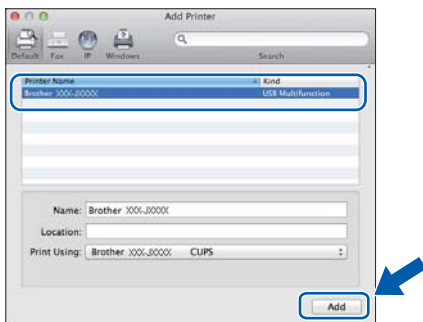 Add Printer
Default Fax IP Windows Search
Printer Name Kind
Brother XXX-JXXXX USB Multifunction
Name: Brother XXX-JXXXX
Location:
Print Using: Brother XXX-JXXXX CUPS
Add